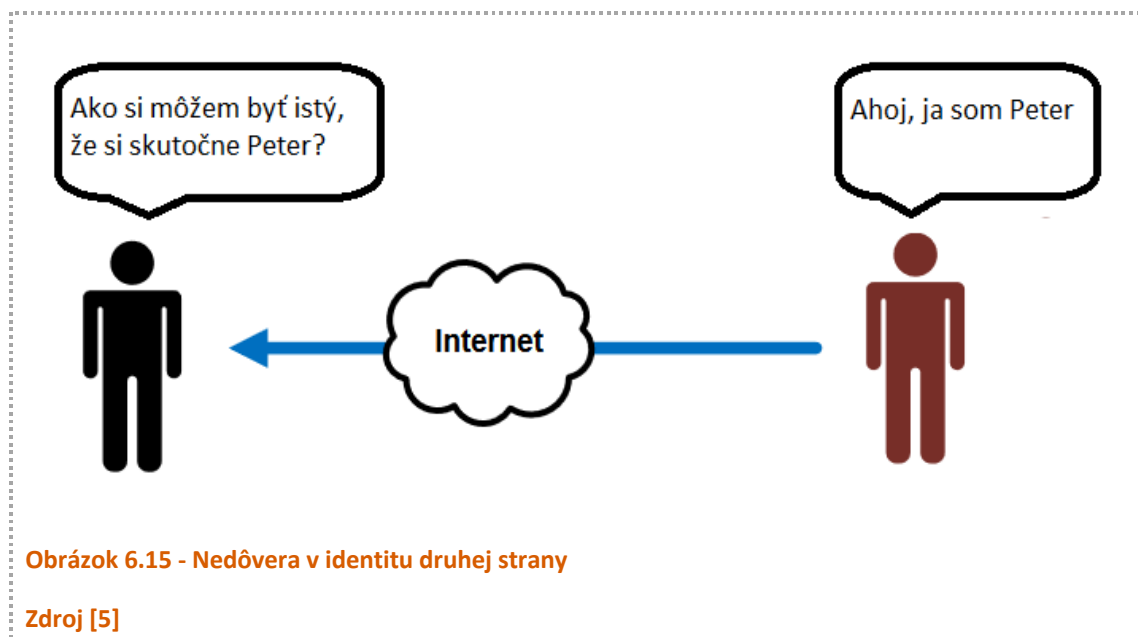 Ako si môžem byť istý,
že si skutočne Peter?
Ahoj, ja som Peter
Internet
Obrázok 6.15 - Nedôvera v identitu druhej strany
Zdroj [5]